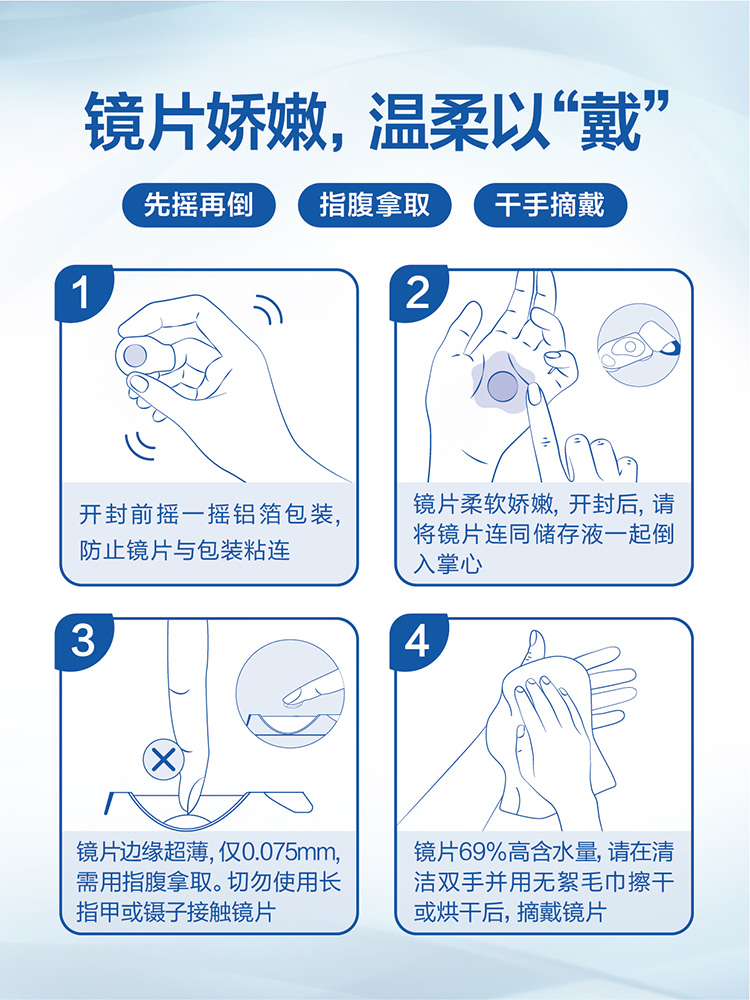 镜片娇嫩，温柔以“戴”
先摇再倒
指腹拿取
干手摘戴
1
开封前摇一摇铝箔包装，
防止镜片与包装粘连
2
镜片柔软娇嫩，开封后，请
将镜片连同储存液一起倒
入掌心
3
镜片边缘超薄，仅0.075mm，
需用指腹拿取。切勿使用长
指甲或镊子接触镜片
4
镜片69%高含水量，请在清
洁双手并用无絮毛巾擦干
或烘干后，摘戴镜片